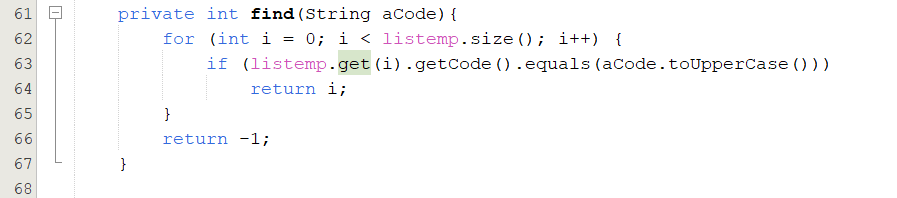 61 private int find(String aCode){
62 for (int i = 0; i < listemp.size(); i++) {
63 if (listemp.get(i).getCode().equals(aCode.toUpperCase()))
64 return i;
65 }
66 return -1;
67 }
68